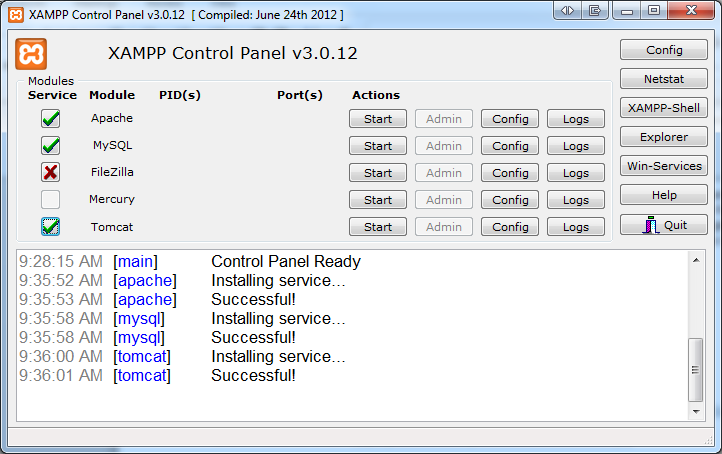 XAMPP Control Panel v3.0.12 [ Compiled: June 24th 2012 ]
XAMPP Control Panel v3.0.12
Config
Modules
Netstat
Service Module PID(s) Port(s) Actions
XAMPP-Shell
Apache Start Admin Config Logs
Explorer
MySQL Start Admin Config Logs
Win-Services
FileZilla Start Admin Config Logs
Help
Mercury Start Admin Config Logs
Quit
Tomcat Start Admin Config Logs
9:28:15 AM [main] Control Panel Ready
9:35:52 AM [apache] Installing service...
9:35:53 AM [apache] Successful!
9:35:58 AM [mysql] Installing service...
9:35:58 AM [mysql] Successful!
9:36:00 AM [tomcat] Installing service...
9:36:01 AM [tomcat] Successful!